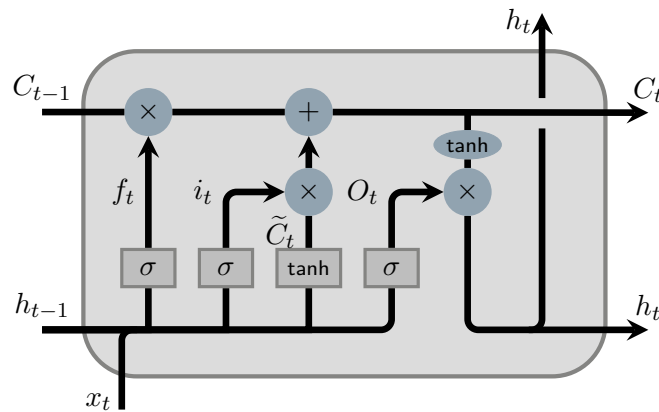 h_t
C_{t-1}
C_t
×
+
tanh
f_t
i_t
×
O_t
×
C̃_t
σ
σ
tanh
σ
h_{t-1}
h_t
x_t